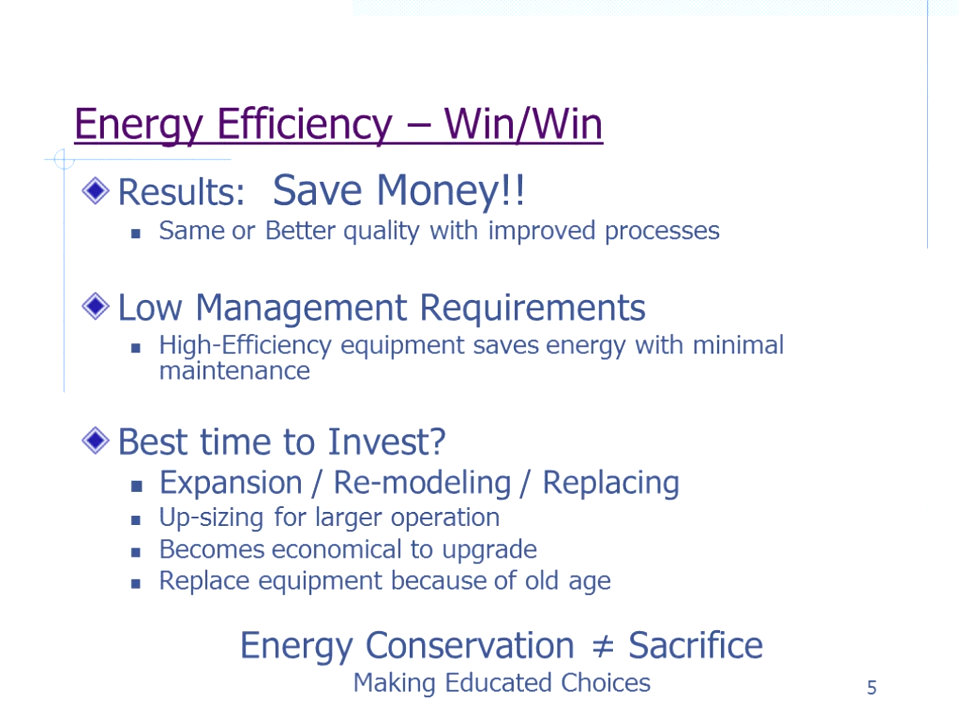 Energy Efficiency – Win/Win
Results: Save Money!!
Same or Better quality with improved processes
Low Management Requirements
High-Efficiency equipment saves energy with minimal
maintenance
Best time to Invest?
Expansion / Re-modeling / Replacing
Up-sizing for larger operation
Becomes economical to upgrade
Replace equipment because of old age
Energy Conservation ≠ Sacrifice
Making Educated Choices
5